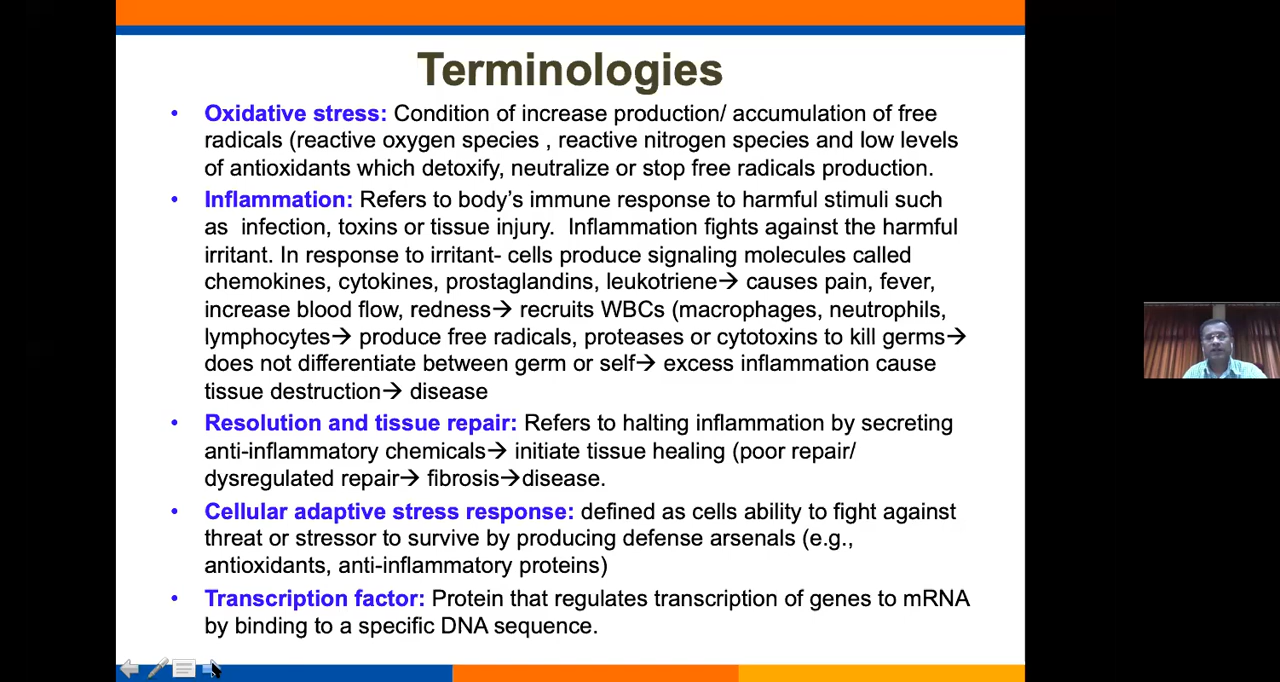 Terminologies
• Oxidative stress: Condition of increase production/ accumulation of free
radicals (reactive oxygen species , reactive nitrogen species and low levels
of antioxidants which detoxify, neutralize or stop free radicals production.
• Inflammation: Refers to body’s immune response to harmful stimuli such
as infection, toxins or tissue injury. Inflammation fights against the harmful
irritant. In response to irritant- cells produce signaling molecules called
chemokines, cytokines, prostaglandins, leukotriene→ causes pain, fever,
increase blood flow, redness→ recruits WBCs (macrophages, neutrophils,
lymphocytes→ produce free radicals, proteases or cytotoxins to kill germs→
does not differentiate between germ or self→ excess inflammation cause
tissue destruction→ disease
• Resolution and tissue repair: Refers to halting inflammation by secreting
anti-inflammatory chemicals→ initiate tissue healing (poor repair/
dysregulated repair→ fibrosis→disease.
• Cellular adaptive stress response: defined as cells ability to fight against
threat or stressor to survive by producing defense arsenals (e.g.,
antioxidants, anti-inflammatory proteins)
• Transcription factor: Protein that regulates transcription of genes to mRNA
by binding to a specific DNA sequence.